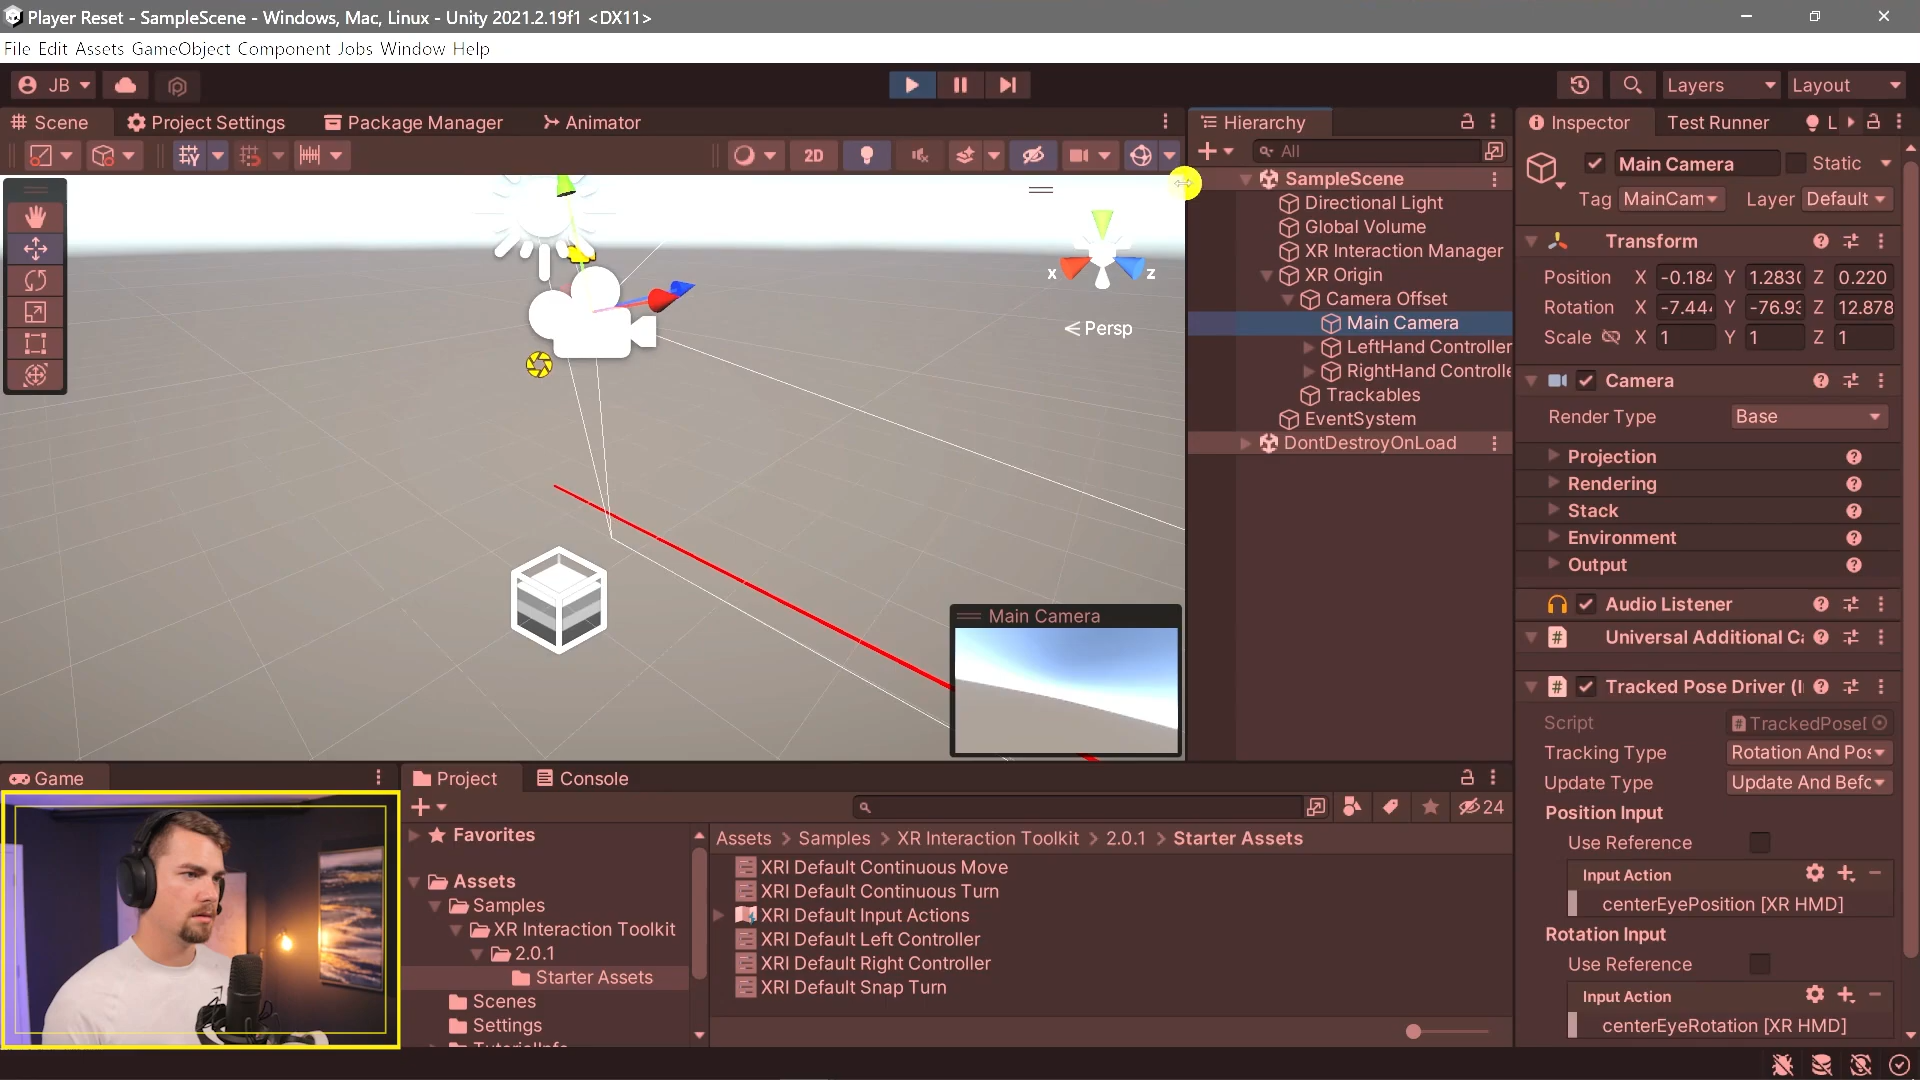 Player Reset - SampleScene - Windows, Mac, Linux - Unity 2021.2.19f1 <DX11>
File Edit Assets GameObject Component Jobs Window Help
JB
Layers
Layout
Scene
Project Settings
Package Manager
Animator
2D
Persp
x
z
Main Camera
Hierarchy
All
SampleScene
Directional Light
Global Volume
XR Interaction Manager
XR Origin
Camera Offset
Main Camera
LeftHand Controller
RightHand Controlle
Trackables
EventSystem
DontDestroyOnLoad
Inspector
Test Runner
L
Main Camera
Static
Tag MainCam Layer Default
Transform
Position X -0.184 Y 1.2830 Z 0.220
Rotation X -7.444 Y -76.93 Z 12.878
Scale X 1 Y 1 Z 1
Camera
Render Type Base
Projection
Rendering
Stack
Environment
Output
Audio Listener
Universal Additional Ca
Tracked Pose Driver (I
Script TrackedPoseD
Tracking Type Rotation And Pos
Update Type Update And Befo
Position Input
Use Reference
Input Action
centerEyePosition [XR HMD]
Rotation Input
Use Reference
Input Action
centerEyeRotation [XR HMD]
Game
Project
Console
24
Favorites
Assets
Samples
XR Interaction Toolkit
2.0.1
Starter Assets
Scenes
Settings
TutorialInfo
Assets > Samples > XR Interaction Toolkit > 2.0.1 > Starter Assets
XRI Default Continuous Move
XRI Default Continuous Turn
XRI Default Input Actions
XRI Default Left Controller
XRI Default Right Controller
XRI Default Snap Turn